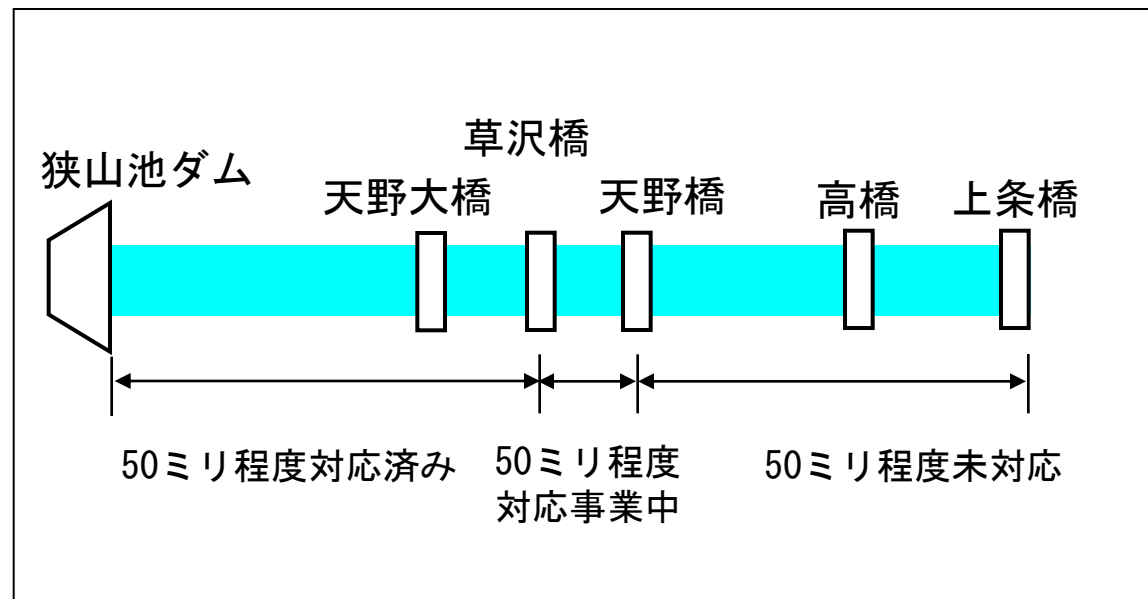 草沢橋
狭山池ダム
天野大橋
天野橋
高橋
上条橋
50ミリ程度対応済み
50ミリ程度
対応事業中
50ミリ程度未対応